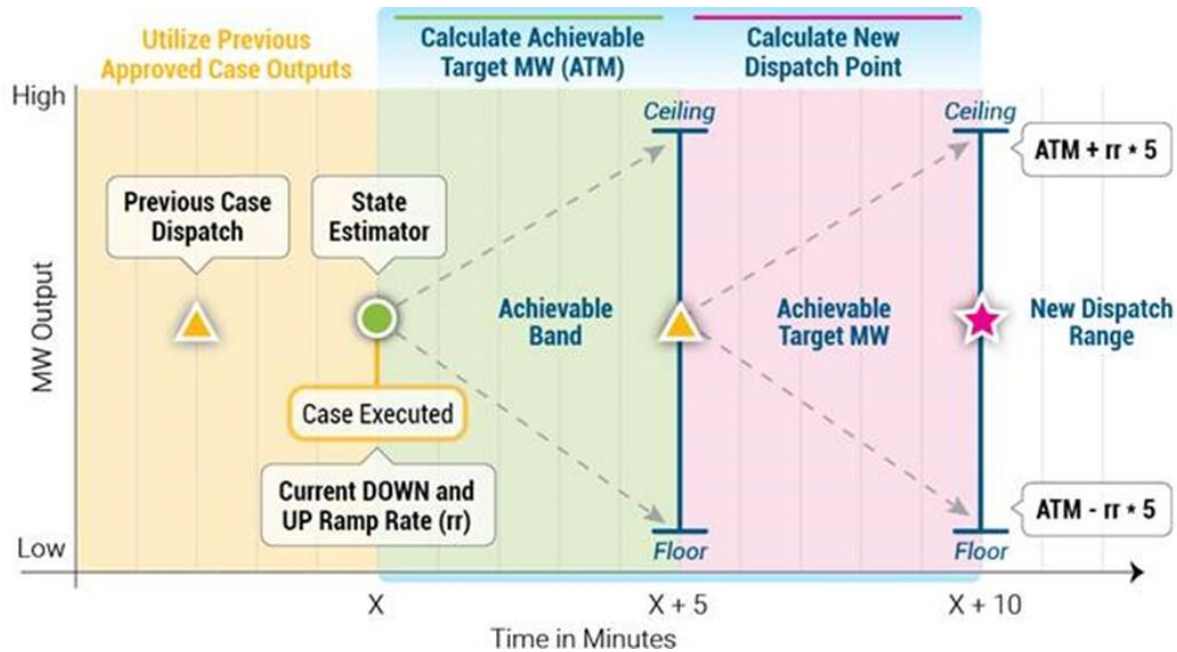 Utilize Previous
Approved Case Outputs
Calculate Achievable
Target MW (ATM)
Calculate New
Dispatch Point
High
Ceiling
Ceiling
ATM + rr * 5
Previous Case
Dispatch
State
Estimator
MW Output
Achievable
Band
Achievable
Target MW
New Dispatch
Range
Case Executed
Current DOWN and
UP Ramp Rate (rr)
ATM - rr * 5
Low
Floor
Floor
X
X + 5
X + 10
Time in Minutes